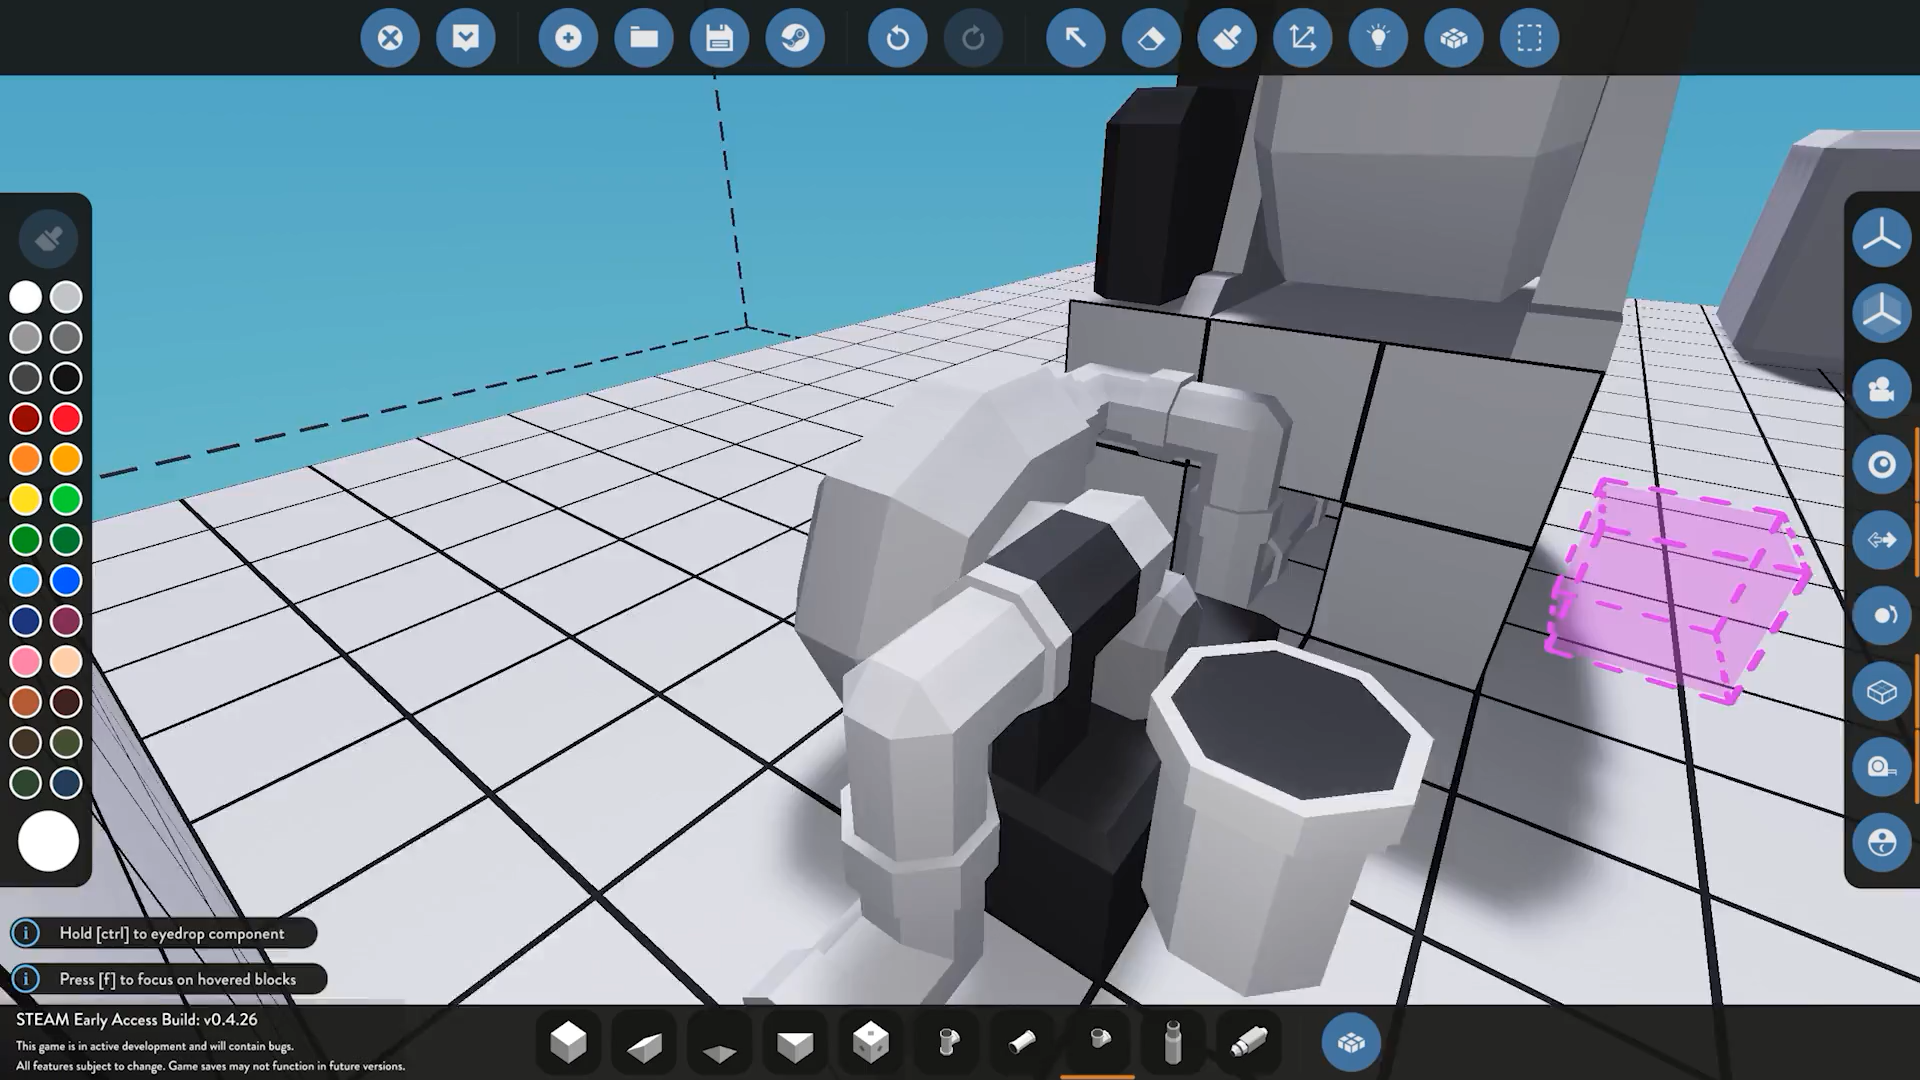 Hold [ctrl] to eyedrop component
Press [f] to focus on hovered blocks
STEAM Early Access Build: v0.4.26
This game is in active development and will contain bugs.
All features subject to change. Game saves may not function in future versions.